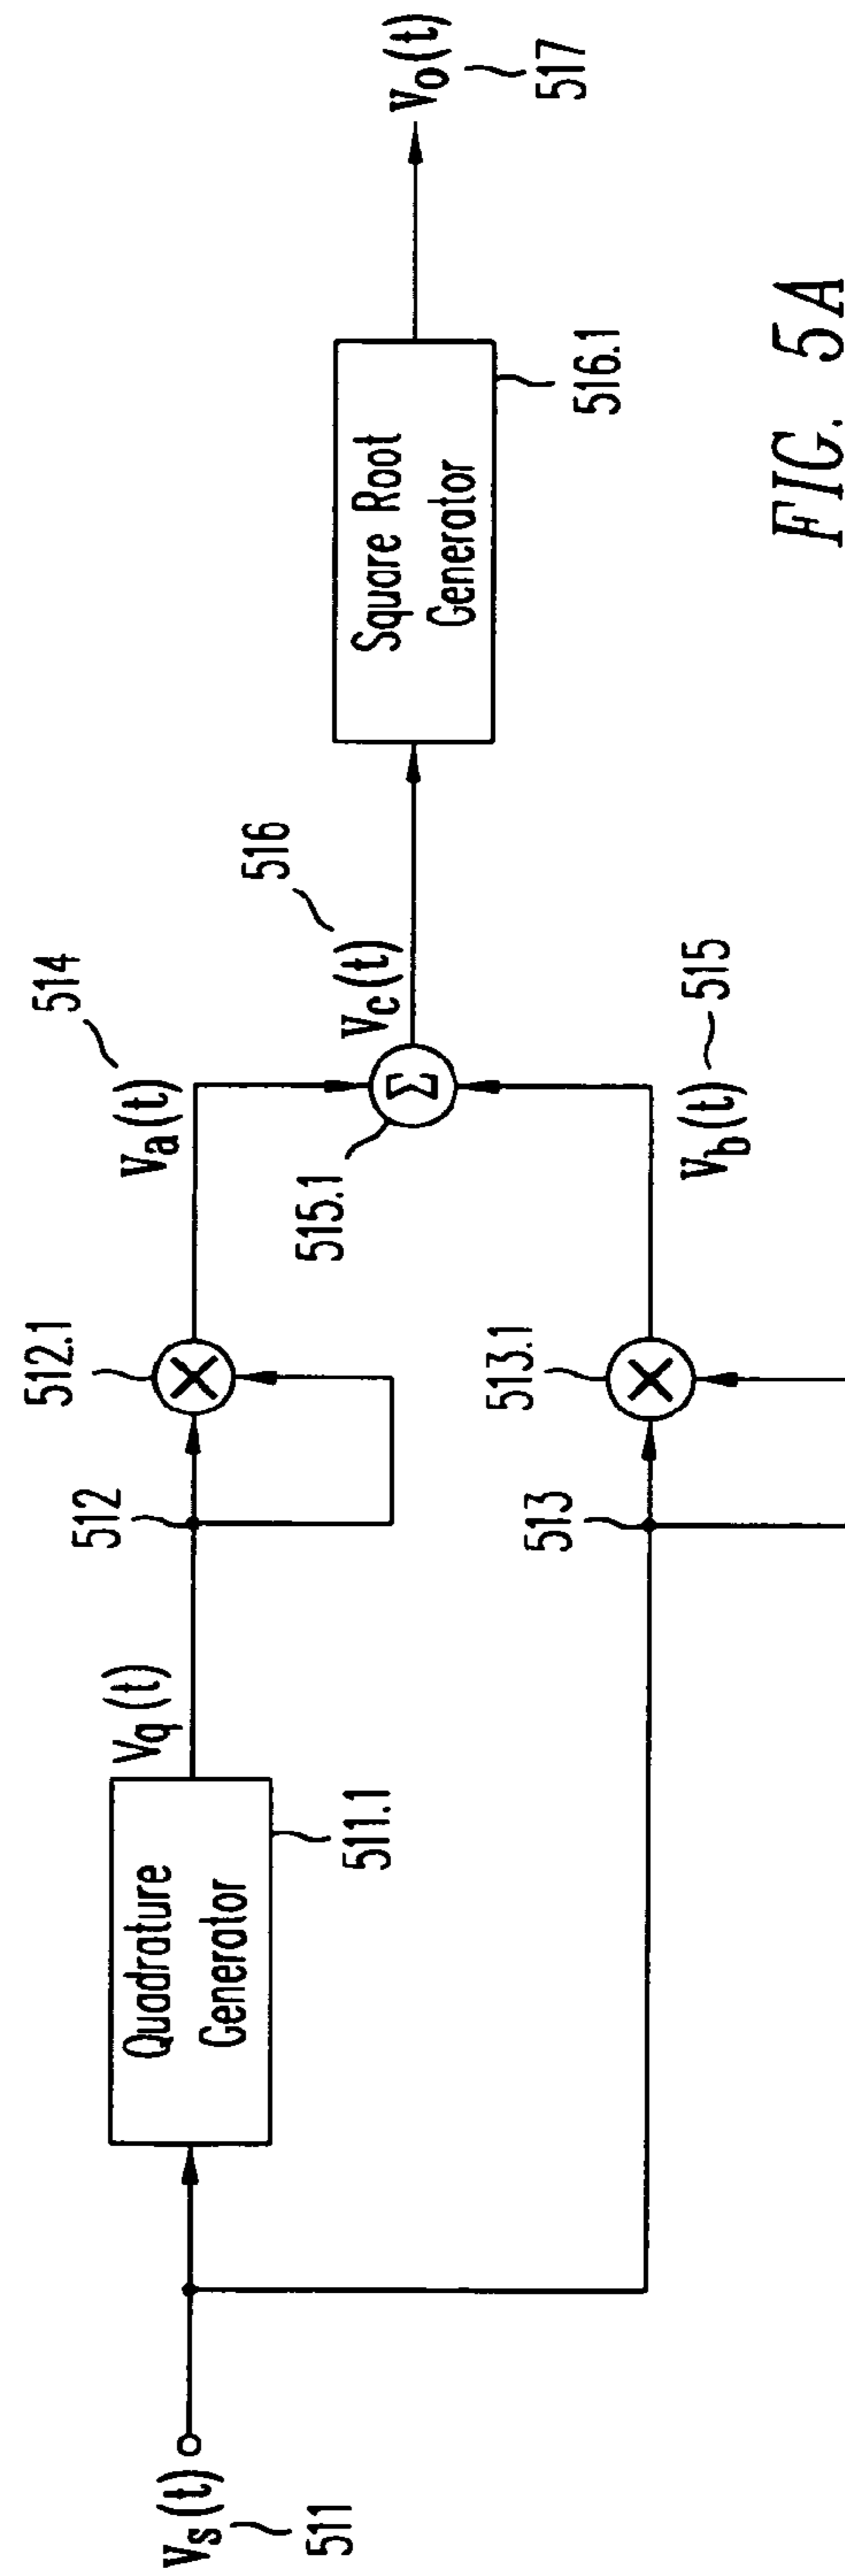 Vs(t)
511
Quadrature
Generator
511.1
Vq(t)
512
512.1
Va(t)
514
513
513.1
Vb(t)
515
515.1
Σ
Vc(t)
516
Square Root
Generator
516.1
Vo(t)
517
FIG. 5A